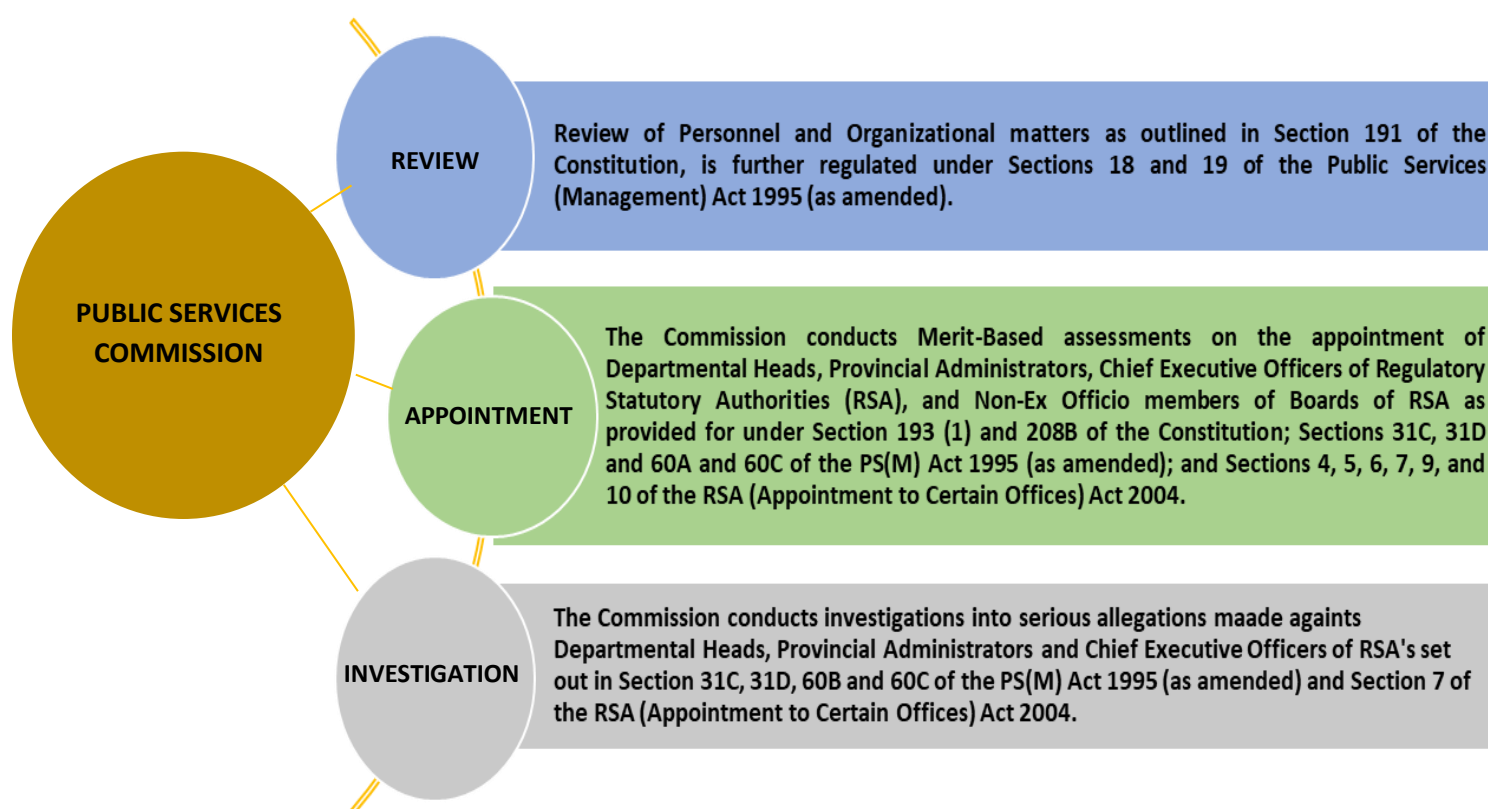 PUBLIC SERVICES
COMMISSION
REVIEW
Review of Personnel and Organizational matters as outlined in Section 191 of the
Constitution, is further regulated under Sections 18 and 19 of the Public Services
(Management) Act 1995 (as amended).
APPOINTMENT
The Commission conducts Merit-Based assessments on the appointment of
Departmental Heads, Provincial Administrators, Chief Executive Officers of Regulatory
Statutory Authorities (RSA), and Non-Ex Officio members of Boards of RSA as
provided for under Section 193 (1) and 208B of the Constitution; Sections 31C, 31D
and 60A and 60C of the PS(M) Act 1995 (as amended); and Sections 4, 5, 6, 7, 9, and
10 of the RSA (Appointment to Certain Offices) Act 2004.
INVESTIGATION
The Commission conducts investigations into serious allegations maade againts
Departmental Heads, Provincial Administrators and Chief Executive Officers of RSA's set
out in Section 31C, 31D, 60B and 60C of the PS(M) Act 1995 (as amended) and Section 7 of
the RSA (Appointment to Certain Offices) Act 2004.